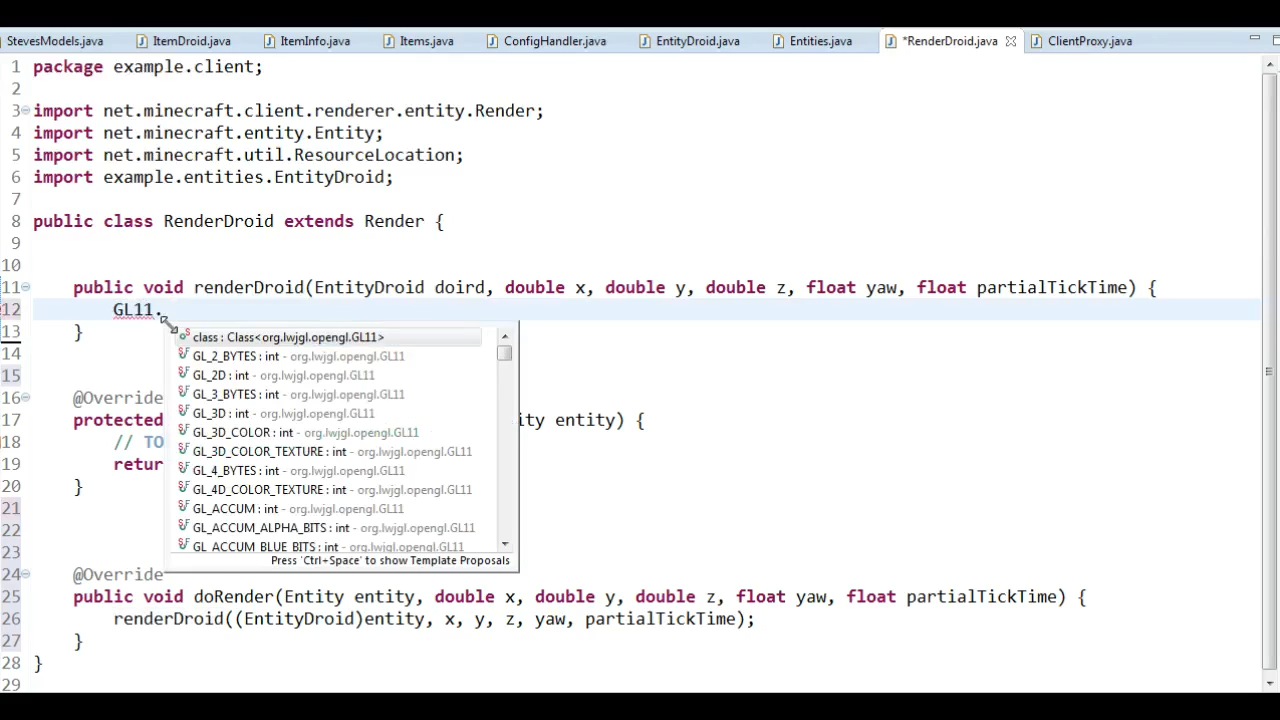 StevesModels.java ItemDroid.java ItemInfo.java Items.java ConfigHandler.java EntityDroid.java Entities.java *RenderDroid.java ClientProxy.java
1 package example.client;
2
3 import net.minecraft.client.renderer.entity.Render;
4 import net.minecraft.entity.Entity;
5 import net.minecraft.util.ResourceLocation;
6 import example.entities.EntityDroid;
7
8 public class RenderDroid extends Render {
9
10
11 public void renderDroid(EntityDroid doird, double x, double y, double z, float yaw, float partialTickTime) {
12 GL11.
13 }
class : Class<org.lwjgl.opengl.GL11>
14
GL_2_BYTES : int - org.lwjgl.opengl.GL11
15
GL_2D : int - org.lwjgl.opengl.GL11
16 @Override
GL_3_BYTES : int - org.lwjgl.opengl.GL11
GL_3D : int - org.lwjgl.opengl.GL11
17 protected ity entity) {
GL_3D_COLOR : int - org.lwjgl.opengl.GL11
18 // TO
GL_3D_COLOR_TEXTURE : int - org.lwjgl.opengl.GL11
19 retur
GL_4_BYTES : int - org.lwjgl.opengl.GL11
20 }
GL_4D_COLOR_TEXTURE : int - org.lwjgl.opengl.GL11
21
GL_ACCUM : int - org.lwjgl.opengl.GL11
22
GL_ACCUM_ALPHA_BITS : int - org.lwjgl.opengl.GL11
23
GL_ACCUM_BLUE_BITS : int - org.lwjgl.opengl.GL11
Press 'Ctrl+Space' to show Template Proposals
24 @Override
25 public void doRender(Entity entity, double x, double y, double z, float yaw, float partialTickTime) {
26 renderDroid((EntityDroid)entity, x, y, z, yaw, partialTickTime);
27 }
28 }
29